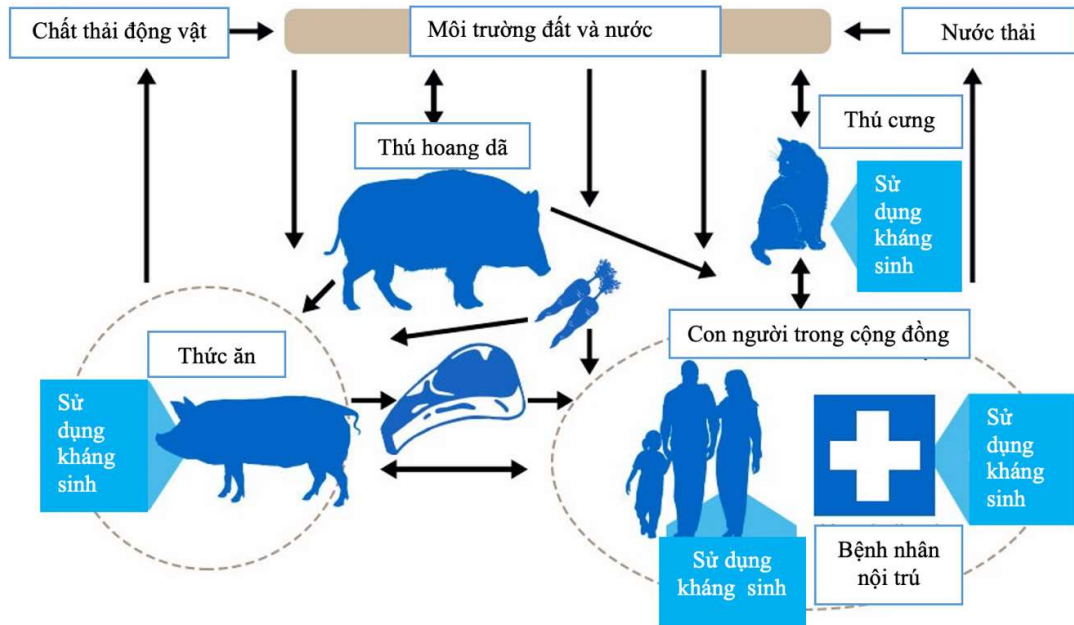 Chất thải động vật
Môi trường đất và nước
Nước thải
Thú hoang dã
Thú cưng
Sử
dụng
kháng
sinh
Con người trong cộng đồng
Thức ăn
Sử
dụng
kháng
sinh
Sử
dụng
kháng
sinh
Sử dụng
kháng sinh
Bệnh nhân
nội trú